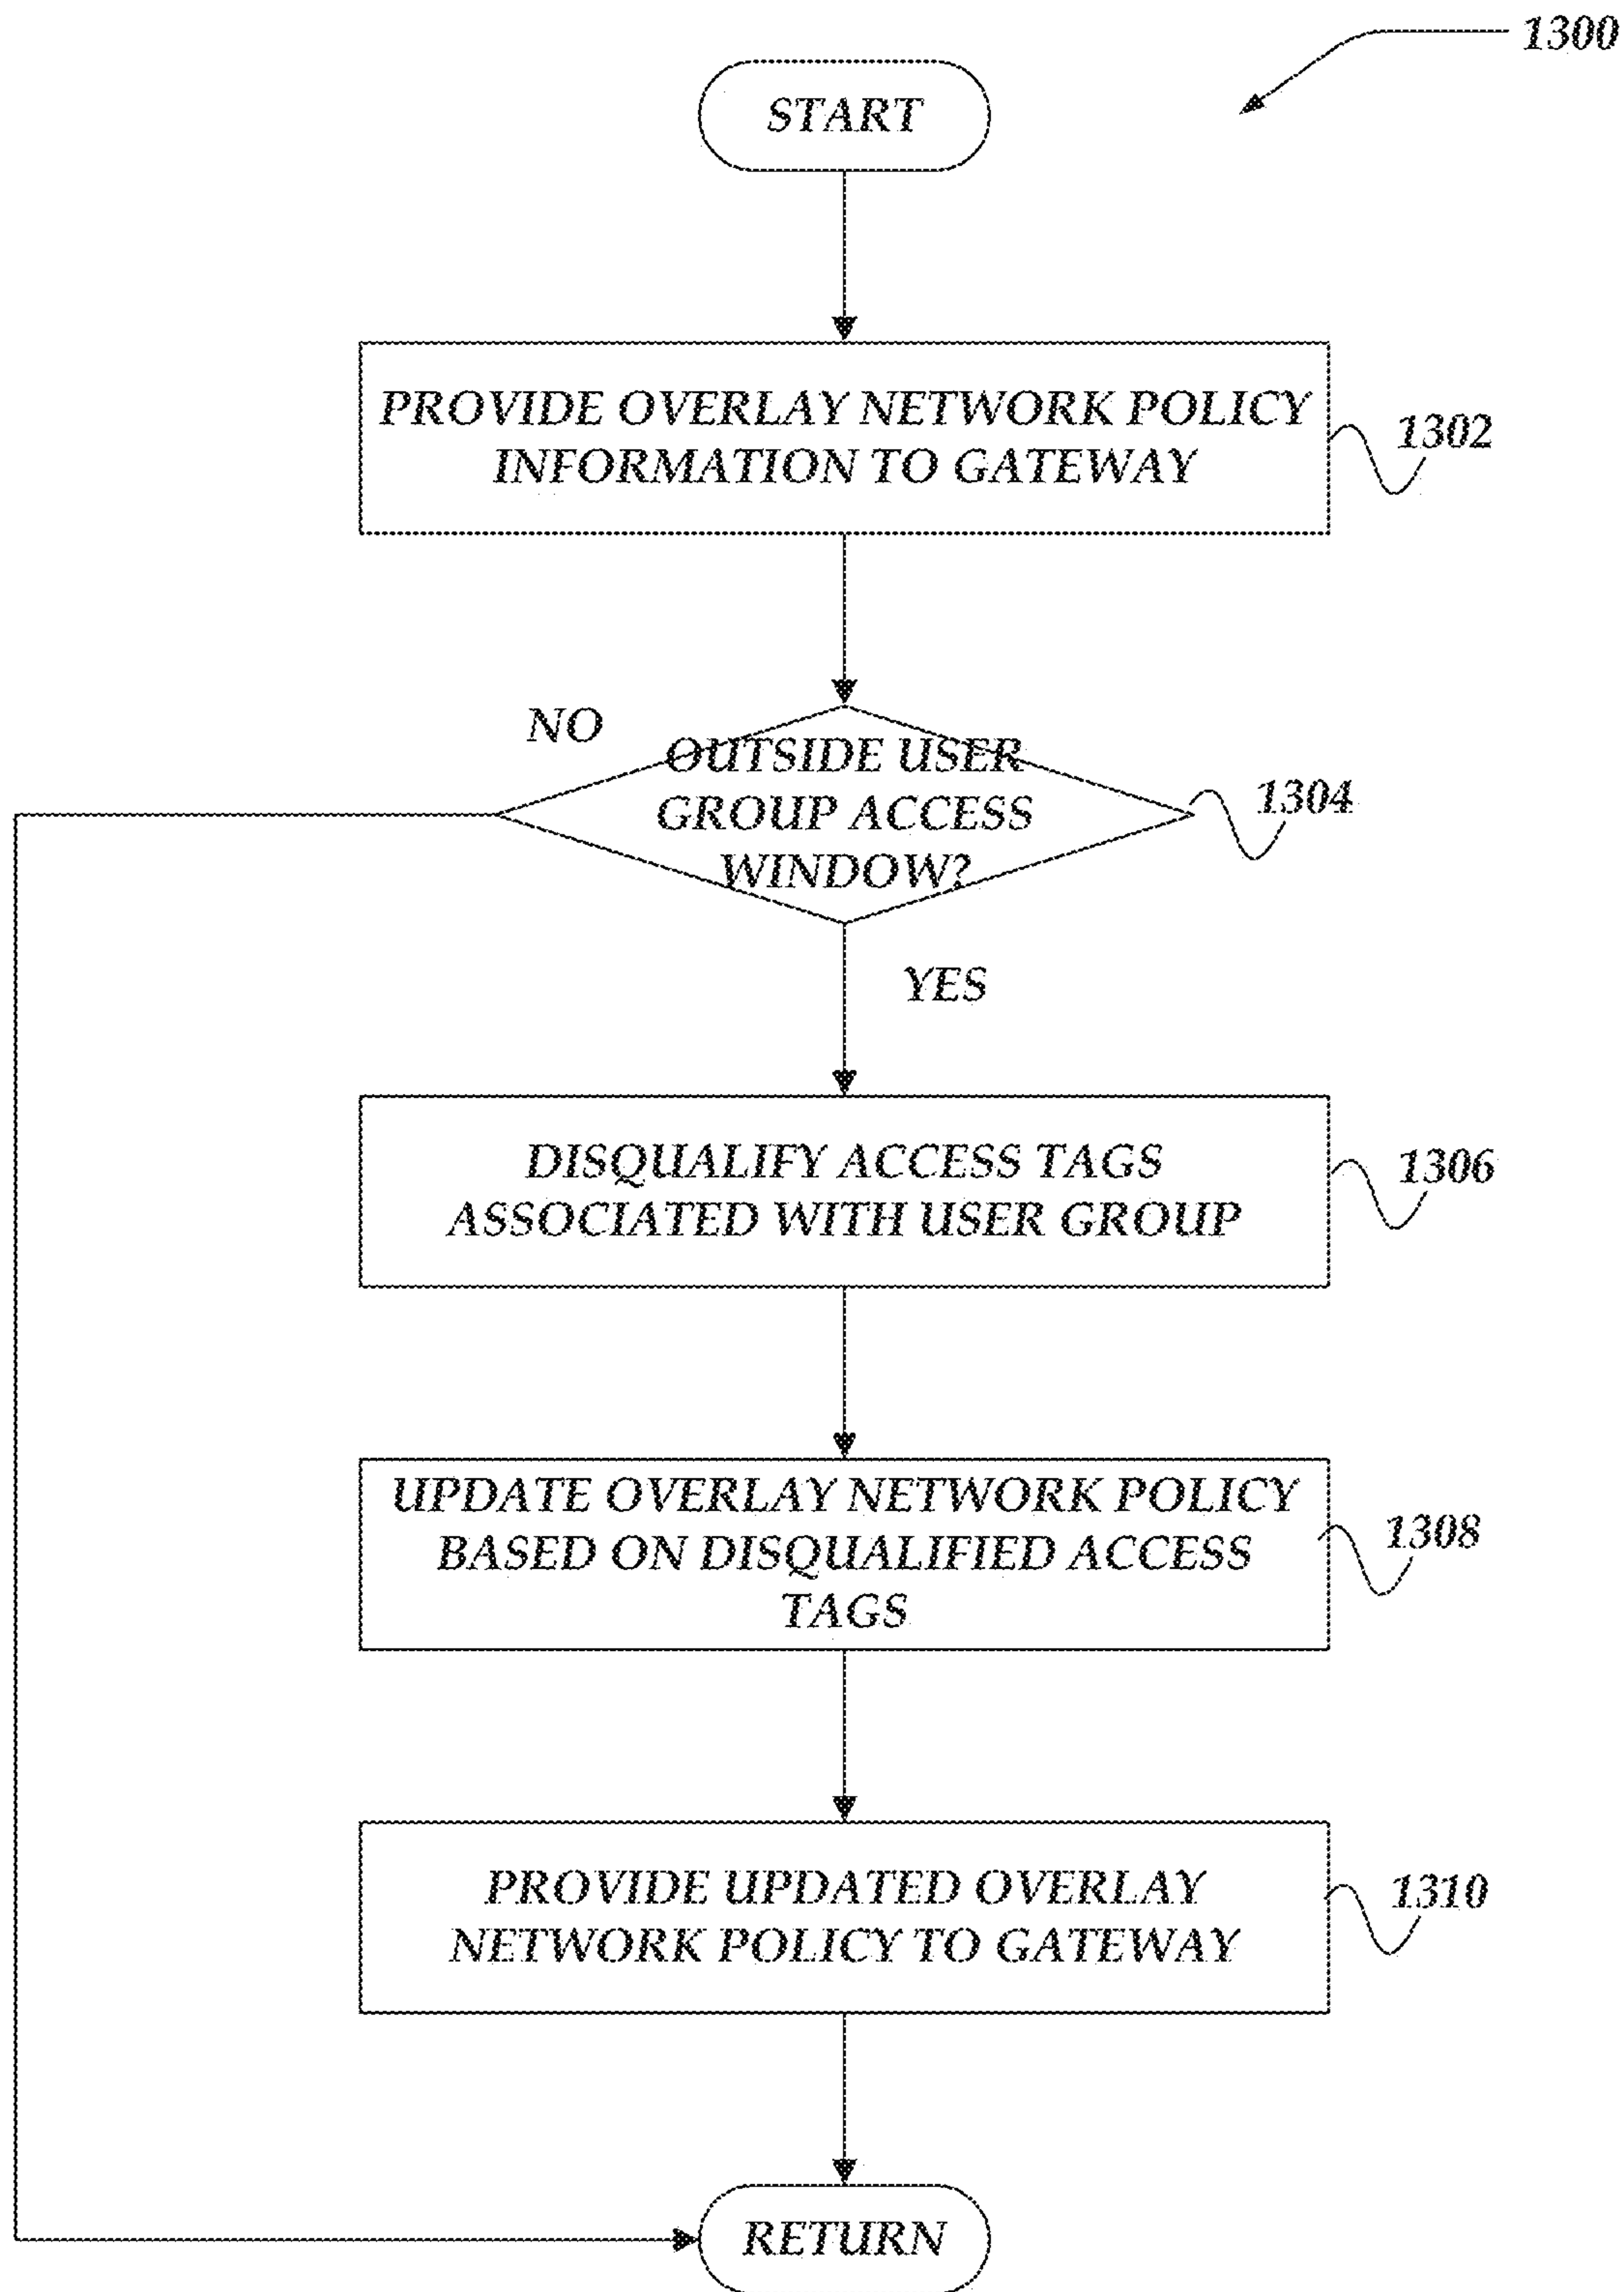 1300
START
PROVIDE OVERLAY NETWORK POLICY
INFORMATION TO GATEWAY
1302
NO
OUTSIDE USER
GROUP ACCESS
WINDOW?
1304
YES
DISQUALIFY ACCESS TAGS
ASSOCIATED WITH USER GROUP
1306
UPDATE OVERLAY NETWORK POLICY
BASED ON DISQUALIFIED ACCESS
TAGS
1308
PROVIDE UPDATED OVERLAY
NETWORK POLICY TO GATEWAY
1310
RETURN